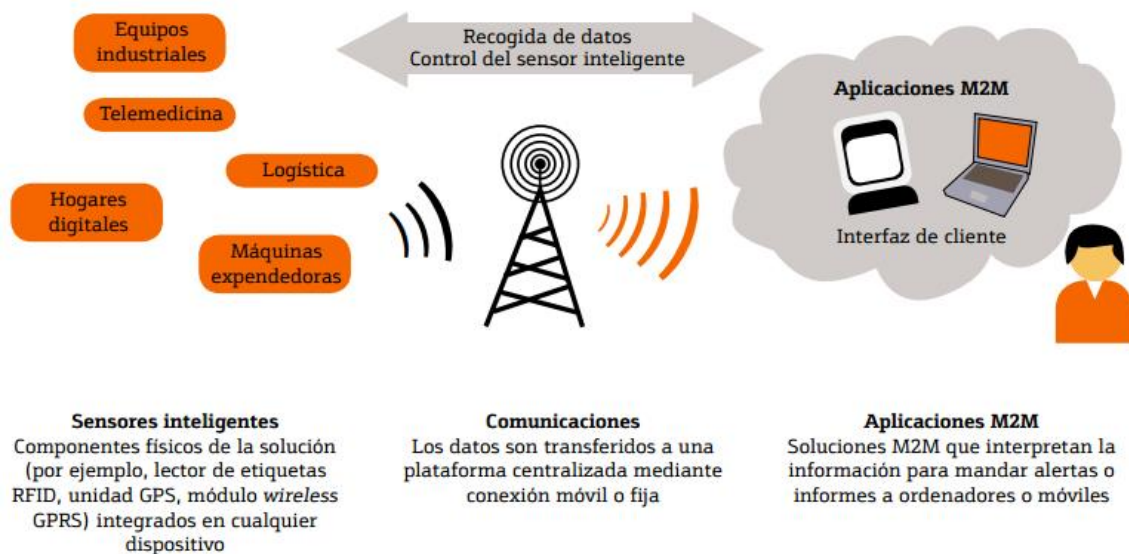 Equipos
industriales
Telemedicina
Logística
Hogares
digitales
Máquinas
expendedoras
Recogida de datos
Control del sensor inteligente
Aplicaciones M2M
Interfaz de cliente
Sensores inteligentes
Componentes físicos de la solución
(por ejemplo, lector de etiquetas
RFID, unidad GPS, módulo wireless
GPRS) integrados en cualquier
dispositivo
Comunicaciones
Los datos son transferidos a una
plataforma centralizada mediante
conexión móvil o fija
Aplicaciones M2M
Soluciones M2M que interpretan la
información para mandar alertas o
informes a ordenadores o móviles